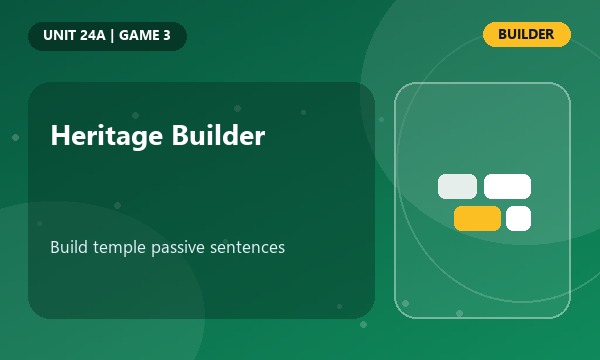 UNIT 24A | GAME 3
BUILDER
Heritage Builder
Build temple passive sentences